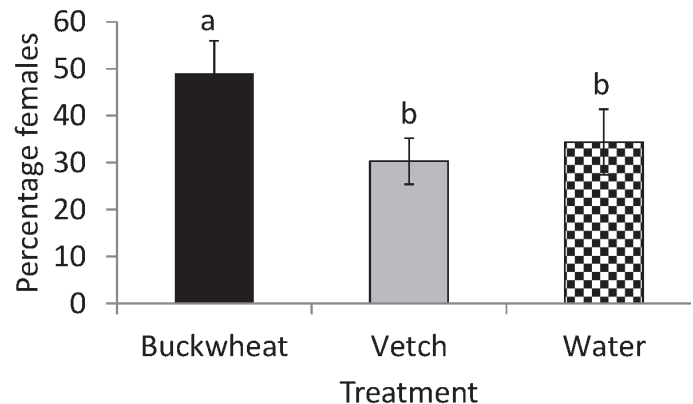 Percentage females
60
50
40
30
20
10
0
a
b
b
Buckwheat
Vetch
Water
Treatment